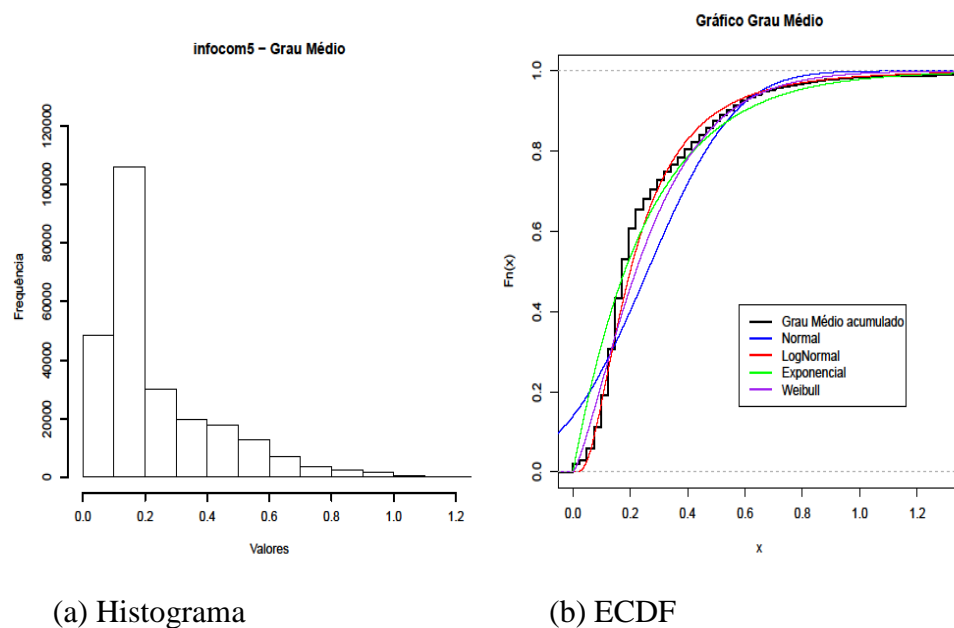 infocom5 – Grau Médio
Frequência
120000
100000
80000
60000
40000
20000
0
0.0 0.2 0.4 0.6 0.8 1.0 1.2
Valores
(a) Histograma
Gráfico Grau Médio
Fn(x)
1.0
0.8
0.6
0.4
0.2
0.0
Grau Médio acumulado
Normal
LogNormal
Exponencial
Weibull
0.0 0.2 0.4 0.6 0.8 1.0 1.2
x
(b) ECDF